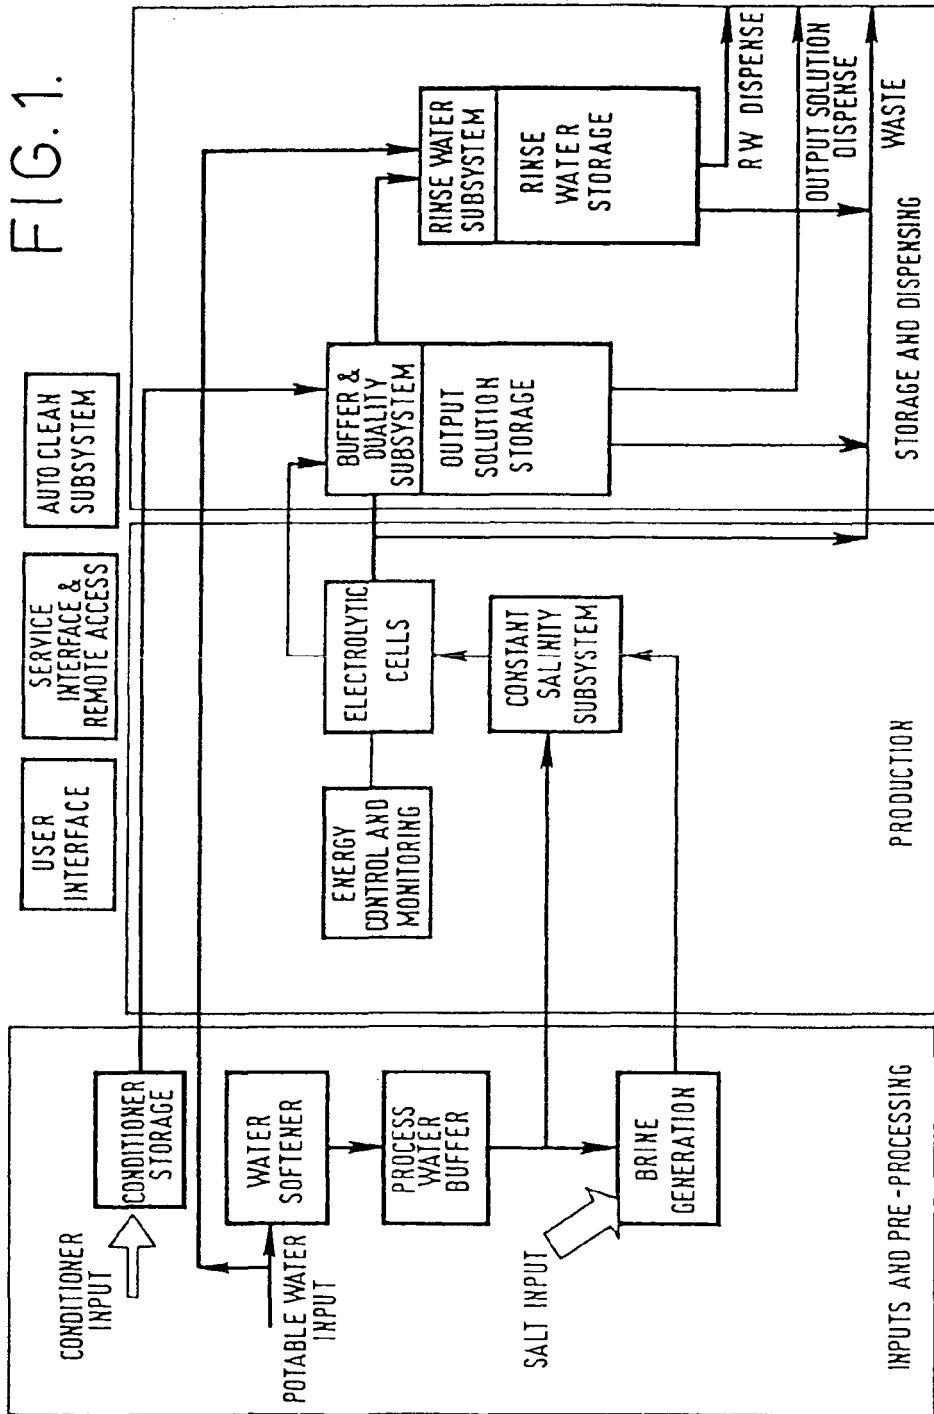 FIG. 1.
USER
INTERFACE
SERVICE
INTERFACE &
REMOTE ACCESS
AUTO CLEAN
SUBSYSTEM
CONDITIONER
INPUT
CONDITIONER
STORAGE
POTABLE WATER
INPUT
WATER
SOFTENER
PROCESS
WATER
BUFFER
SALT INPUT
BRINE
GENERATION
INPUTS AND PRE-PROCESSING
ENERGY
CONTROL AND
MONITORING
ELECTROLYTIC
CELLS
CONSTANT
SALINITY
SUBSYSTEM
PRODUCTION
BUFFER &
QUALITY
SUBSYSTEM
OUTPUT
SOLUTION
STORAGE
RINSE WATER
SUBSYSTEM
RINSE
WATER
STORAGE
RW DISPENSE
OUTPUT SOLUTION
DISPENSE
WASTE
STORAGE AND DISPENSING